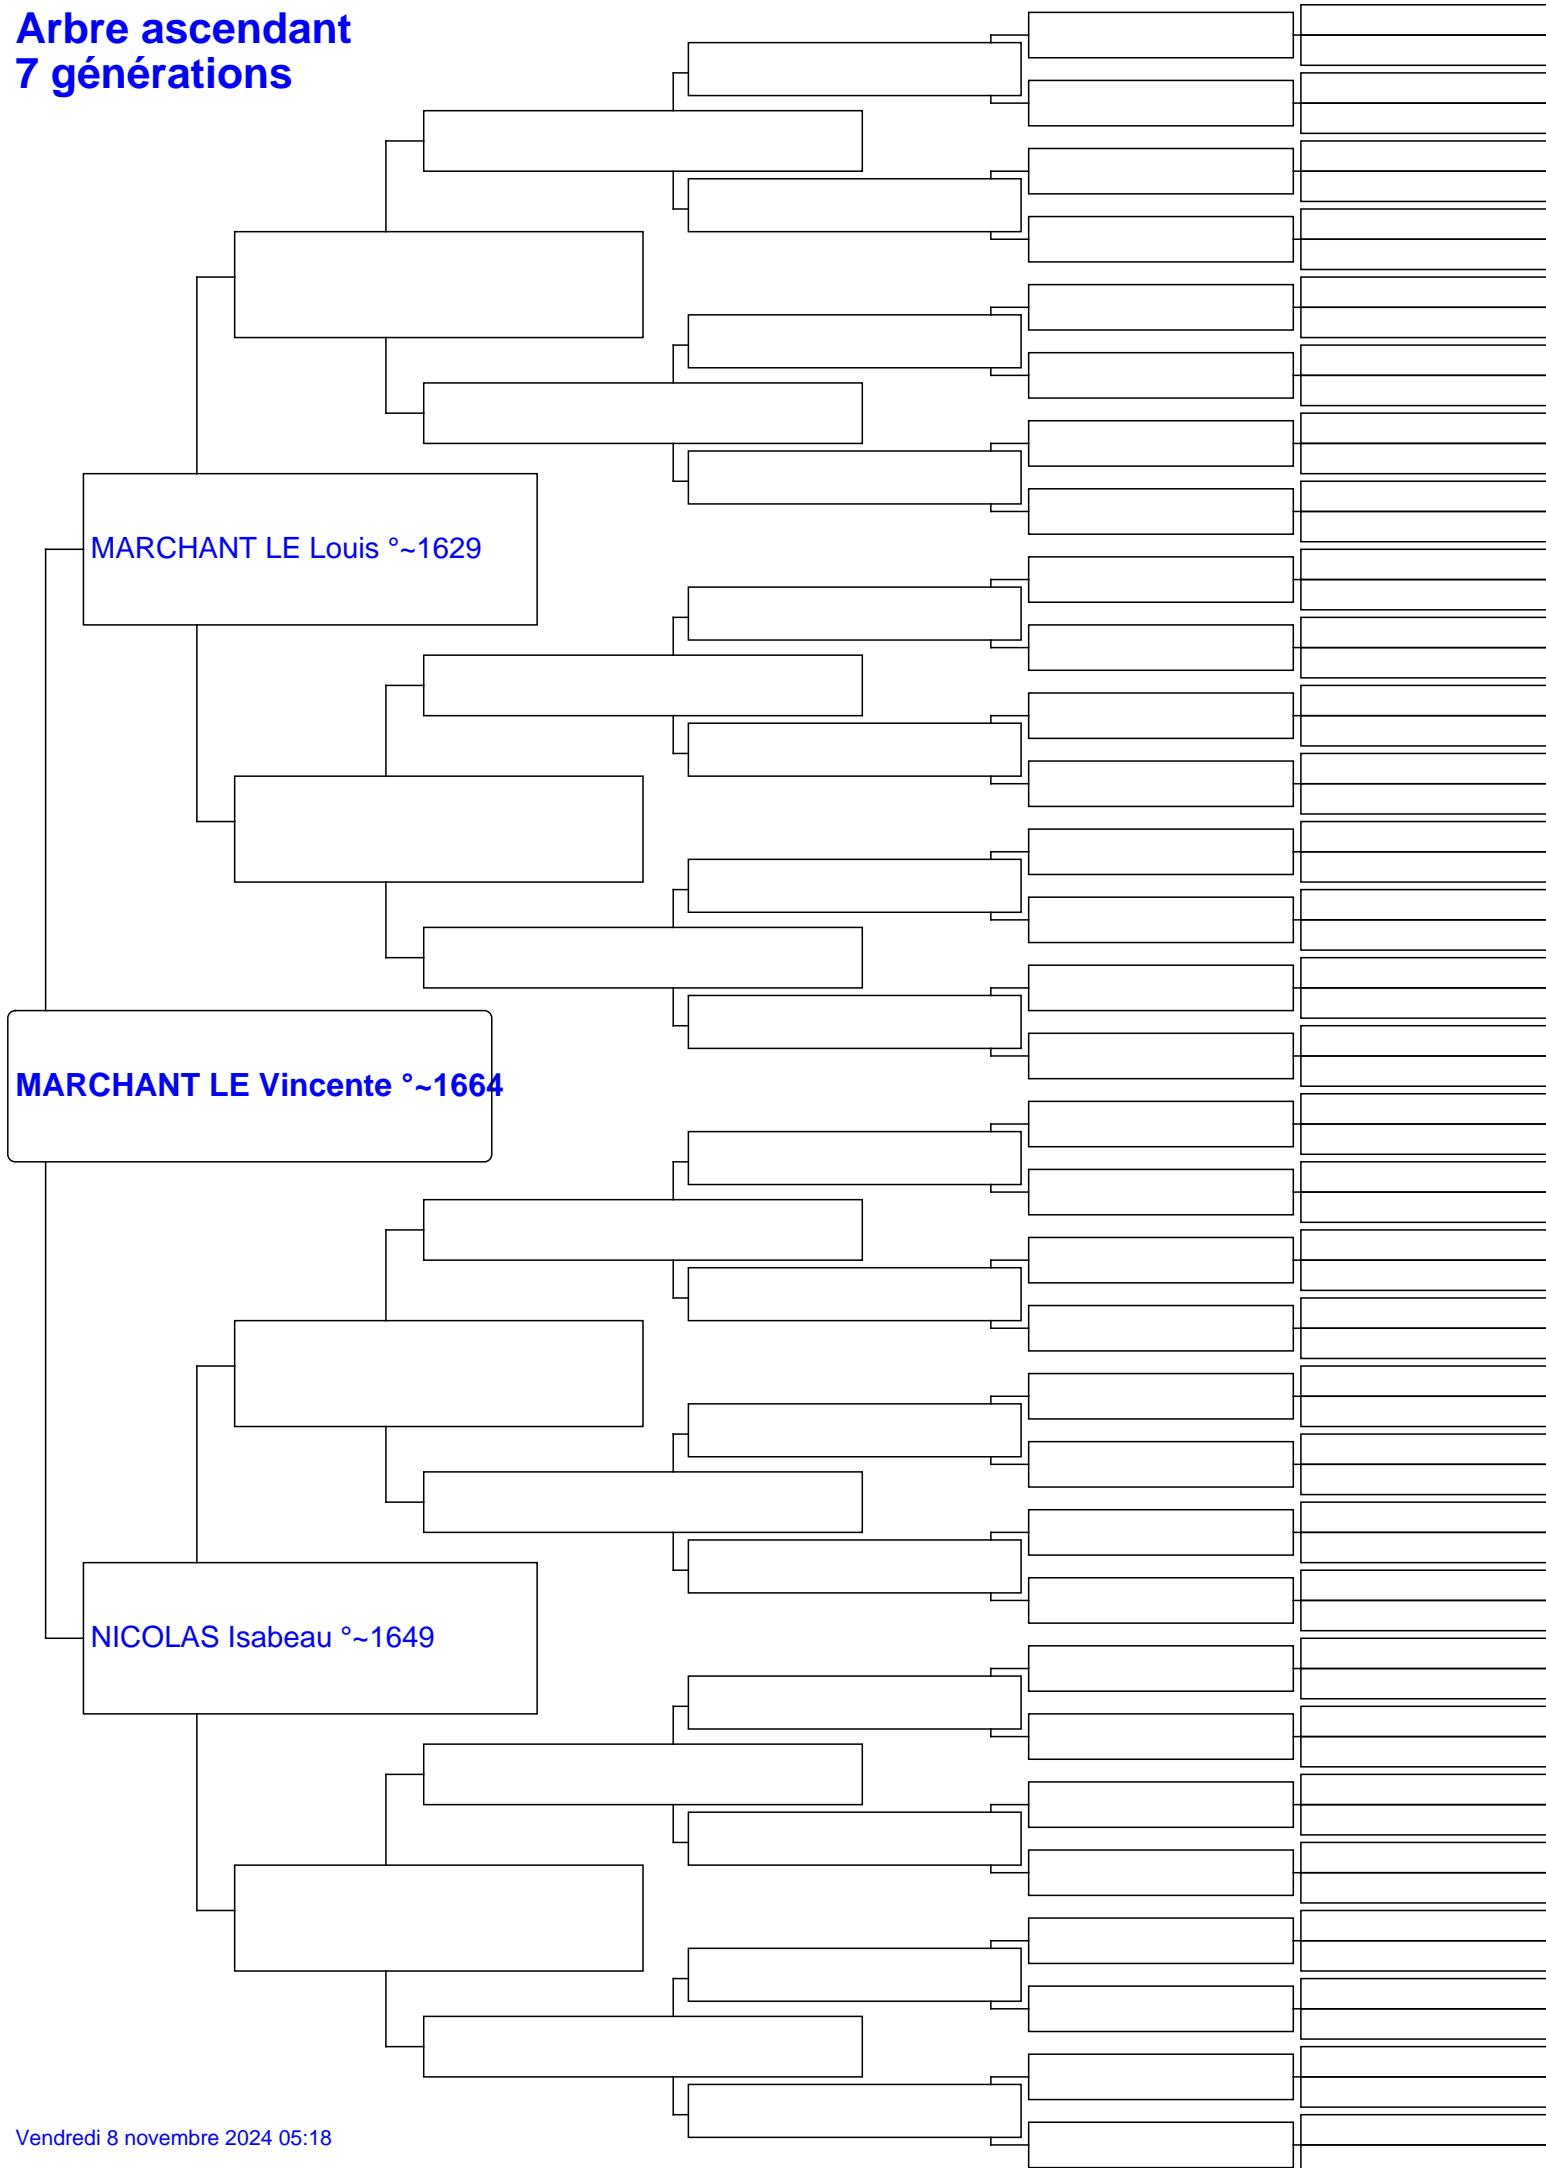 Arbre ascendant
7 générations
MARCHANT LE Louis °~1629
MARCHANT LE Vincente °~1664
NICOLAS Isabeau °~1649
Vendredi 8 novembre 2024 05:18